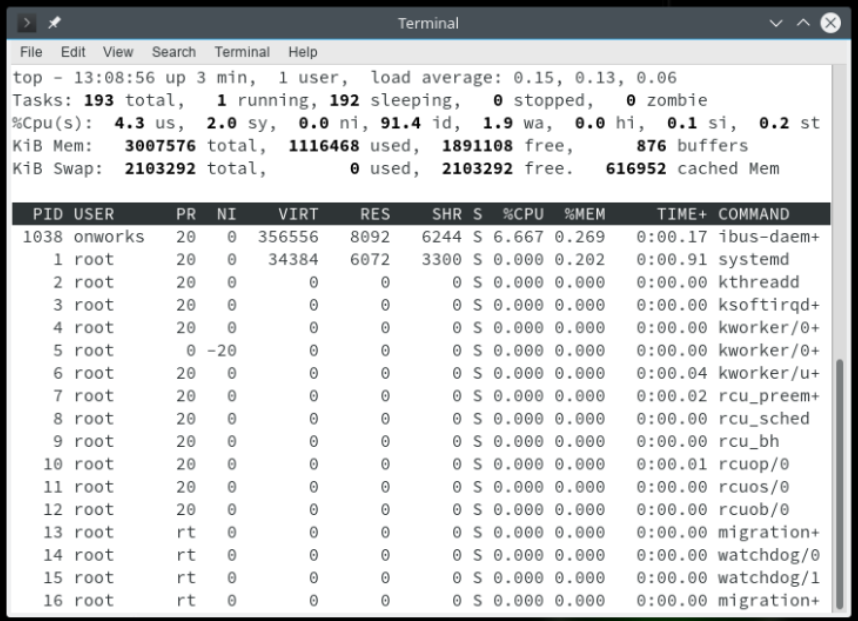 Terminal
File Edit View Search Terminal Help
top - 13:08:56 up 3 min,  1 user,  load average: 0.15, 0.13, 0.06
Tasks: 193 total,   1 running, 192 sleeping,   0 stopped,   0 zombie
%Cpu(s):  4.3 us,  2.0 sy,  0.0 ni, 91.4 id,  1.9 wa,  0.0 hi,  0.1 si,  0.2 st
KiB Mem:   3007576 total,  1116468 used,  1891108 free,      876 buffers
KiB Swap:  2103292 total,        0 used,  2103292 free.   616952 cached Mem
PID USER      PR  NI    VIRT    RES    SHR S  %CPU  %MEM     TIME+ COMMAND
1038 onworks   20   0  356556   8092   6244 S 6.667 0.269   0:00.17 ibus-daem+
1 root      20   0   34384   6072   3300 S 0.000 0.202   0:00.91 systemd
2 root      20   0       0      0      0 S 0.000 0.000   0:00.00 kthreadd
3 root      20   0       0      0      0 S 0.000 0.000   0:00.00 ksoftirqd+
4 root      20   0       0      0      0 S 0.000 0.000   0:00.00 kworker/0+
5 root       0 -20       0      0      0 S 0.000 0.000   0:00.00 kworker/0+
6 root      20   0       0      0      0 S 0.000 0.000   0:00.04 kworker/u+
7 root      20   0       0      0      0 S 0.000 0.000   0:00.02 rcu_preem+
8 root      20   0       0      0      0 S 0.000 0.000   0:00.00 rcu_sched
9 root      20   0       0      0      0 S 0.000 0.000   0:00.00 rcu_bh
10 root      20   0       0      0      0 S 0.000 0.000   0:00.01 rcuop/0
11 root      20   0       0      0      0 S 0.000 0.000   0:00.00 rcuos/0
12 root      20   0       0      0      0 S 0.000 0.000   0:00.00 rcuob/0
13 root      rt   0       0      0      0 S 0.000 0.000   0:00.00 migration+
14 root      rt   0       0      0      0 S 0.000 0.000   0:00.00 watchdog/0
15 root      rt   0       0      0      0 S 0.000 0.000   0:00.00 watchdog/1
16 root      rt   0       0      0      0 S 0.000 0.000   0:00.00 migration+